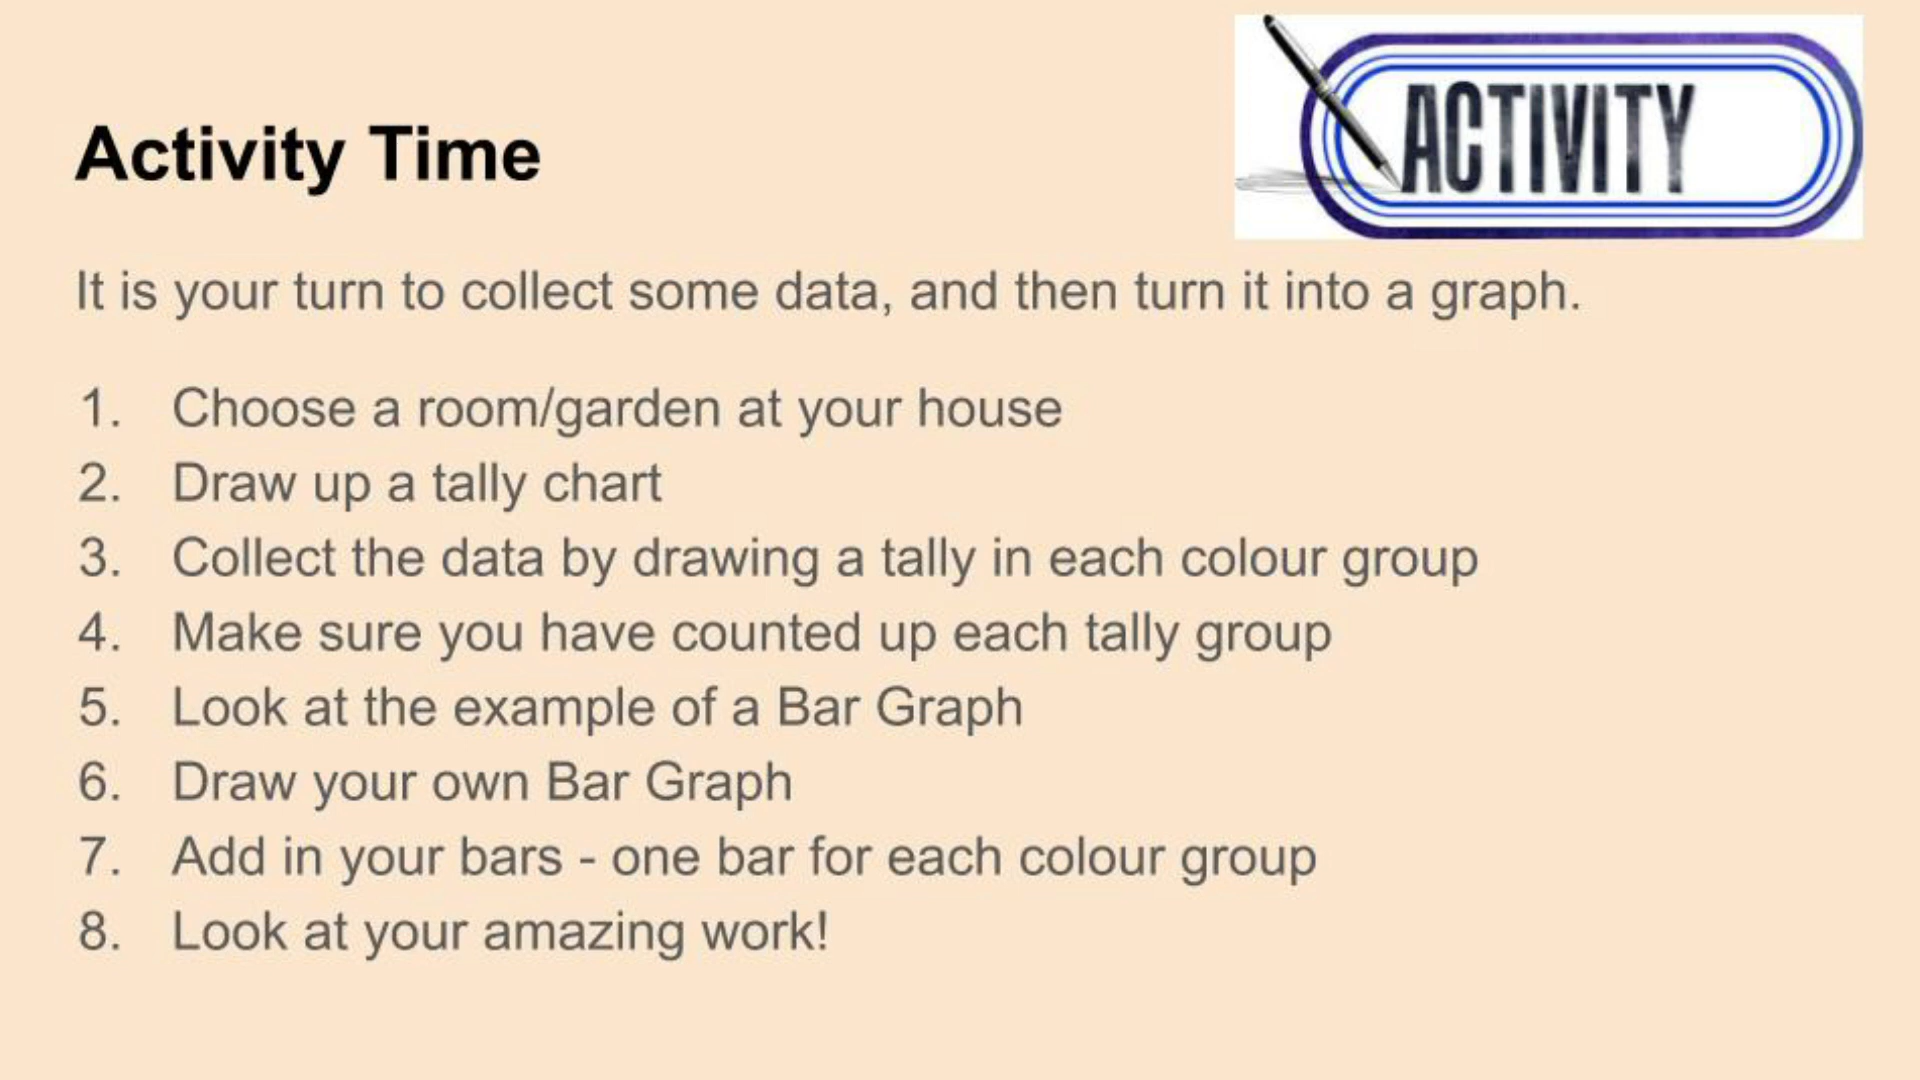 ACTIVITY
Activity Time
It is your turn to collect some data, and then turn it into a graph.
1. Choose a room/garden at your house
2. Draw up a tally chart
3. Collect the data by drawing a tally in each colour group
4. Make sure you have counted up each tally group
5. Look at the example of a Bar Graph
6. Draw your own Bar Graph
7. Add in your bars - one bar for each colour group
8. Look at your amazing work!